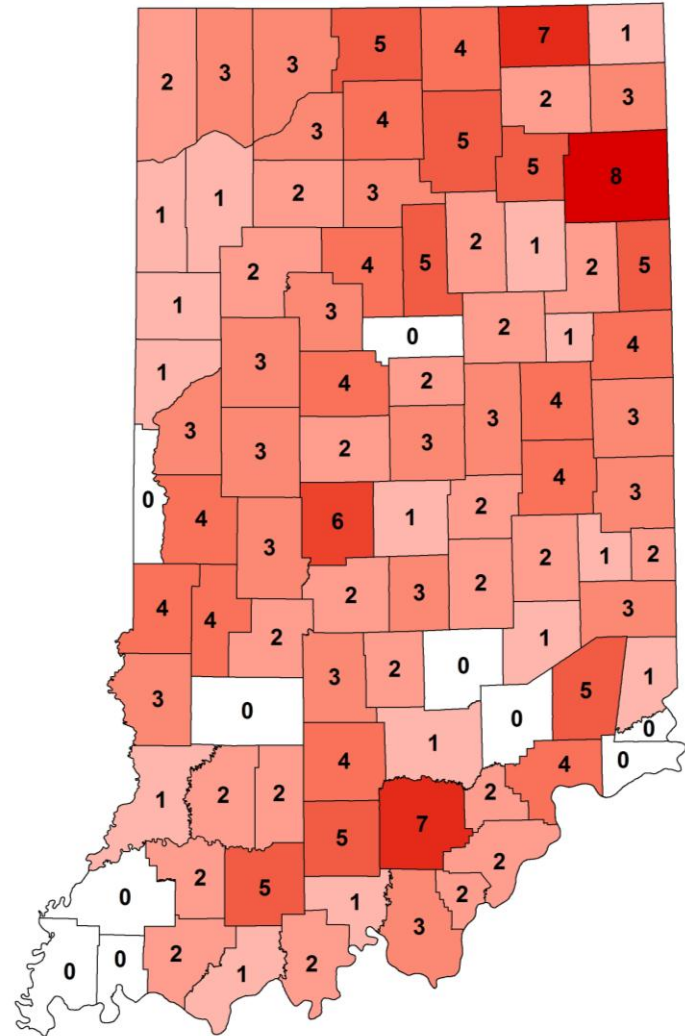 2 3 3 5 4 7 1
3 4 5 2 3
1 1 2 3 5 8
2 4 5 2 1 2 5
1 3 0 2 1 4
1 3 4 2 3 4 3
3 3 2 3 4 3
0 4 3 6 1 2
2 3 2 2 1 2
4 4 2 3
3 0 3 2 0 1 5 1
4 1 0 4 0 0
1 2 2 5 7 2
0 2 5 1 3 2 2
0 0 2 1 2